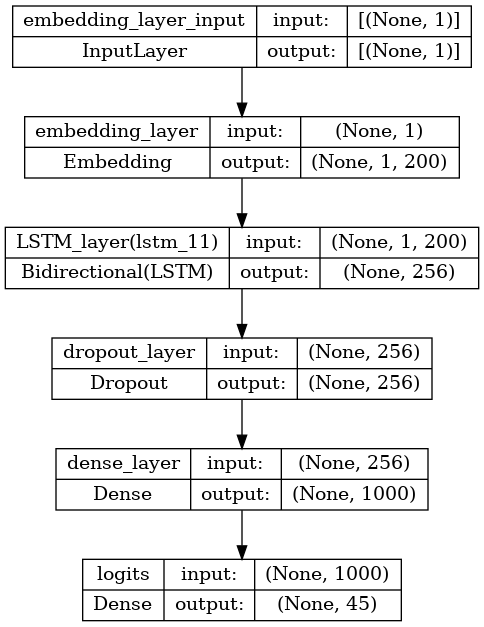 embedding_layer_input input: [(None, 1)]
InputLayer output: [(None, 1)]
embedding_layer input: (None, 1)
Embedding output: (None, 1, 200)
LSTM_layer(lstm_11) input: (None, 1, 200)
Bidirectional(LSTM) output: (None, 256)
dropout_layer input: (None, 256)
Dropout output: (None, 256)
dense_layer input: (None, 256)
Dense output: (None, 1000)
logits input: (None, 1000)
Dense output: (None, 45)